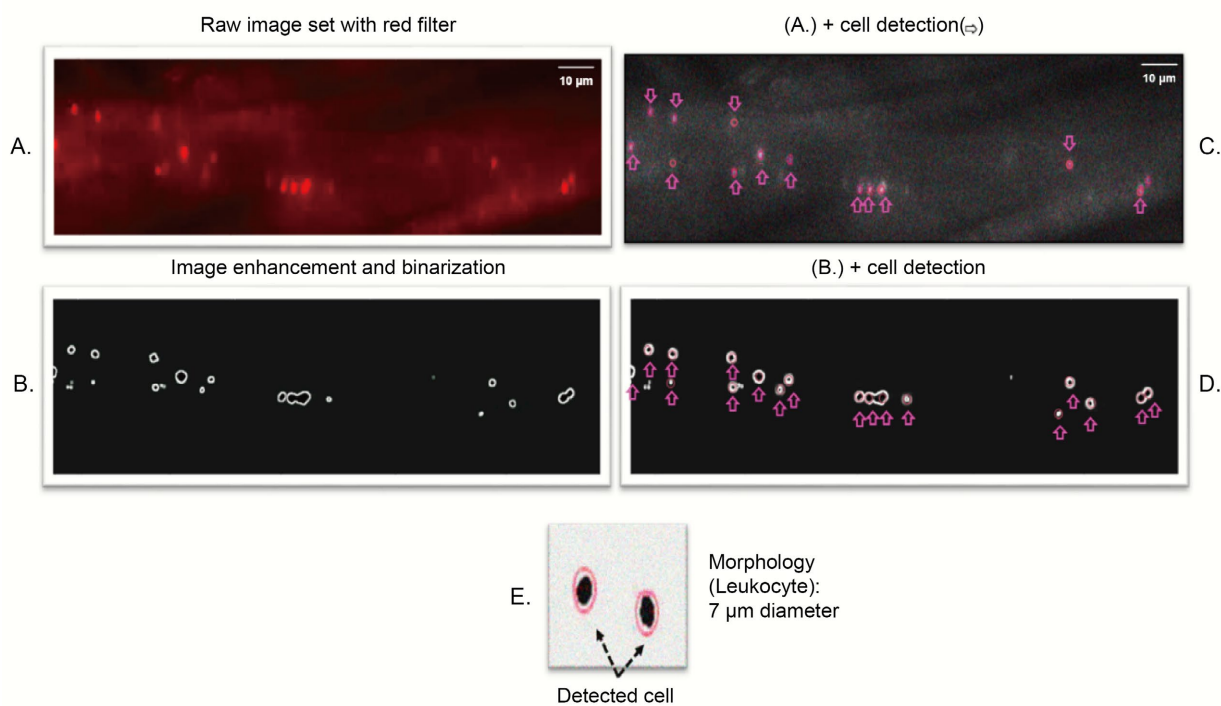 Raw image set with red filter
(A.) + cell detection(⇨)
A.
10 µm
10 µm
C.
Image enhancement and binarization
(B.) + cell detection
B.
D.
E.
Morphology
(Leukocyte):
7 µm diameter
Detected cell